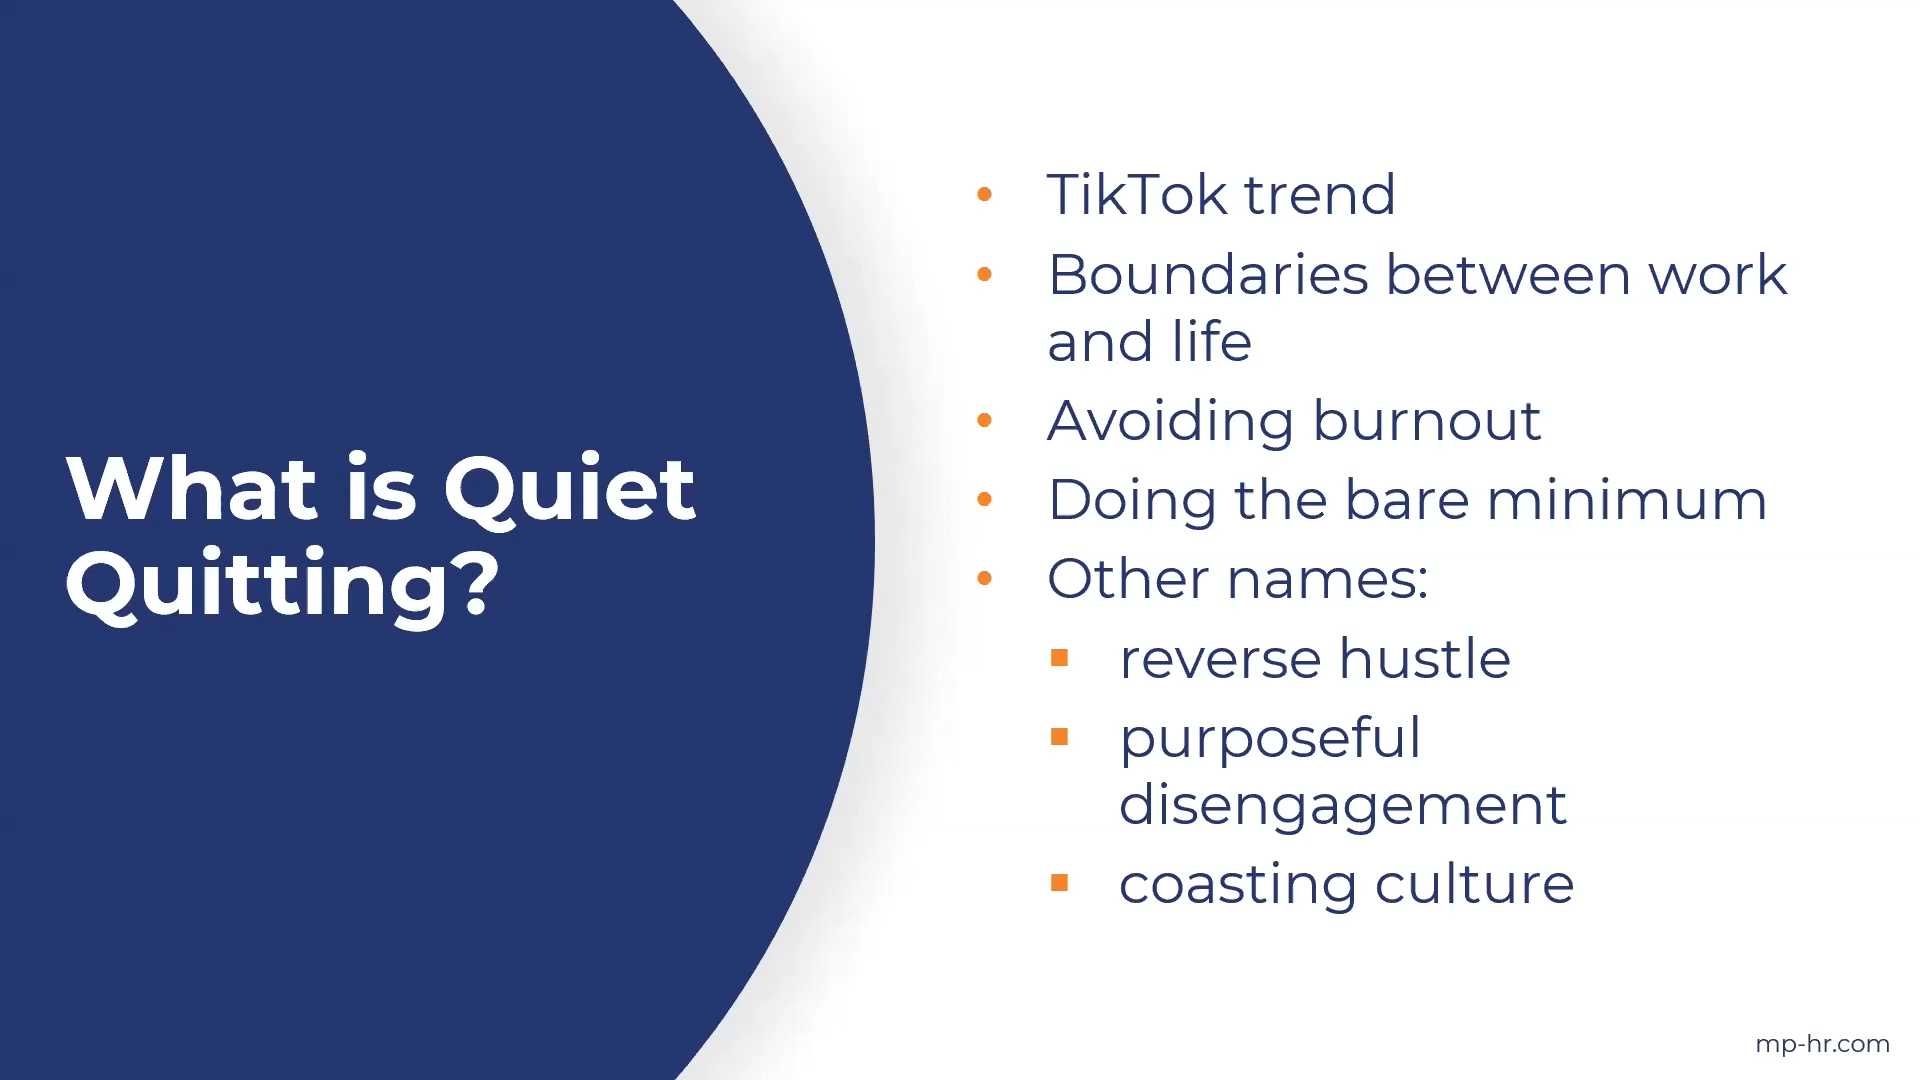 What is Quiet
Quitting?
• TikTok trend
• Boundaries between work
and life
• Avoiding burnout
• Doing the bare minimum
• Other names:
▪ reverse hustle
▪ purposeful
disengagement
▪ coasting culture
mp-hr.com